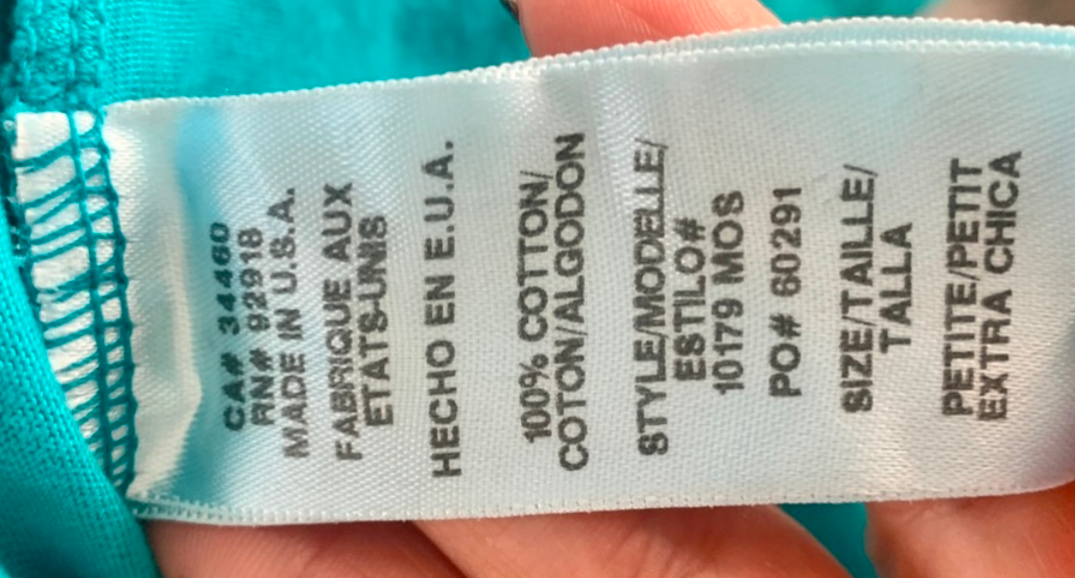 CA# 34460
RN# 92918
MADE IN U.S.A.
FABRIQUE AUX
ETATS-UNIS
HECHO EN E.U.A.
100% COTTON/
COTON/ALGODON
STYLE/MODELLE/
ESTILO#
10179 MOS
PO# 60291
SIZE/TAILLE/
TALLA
PETITE/PETIT
EXTRA CHICA